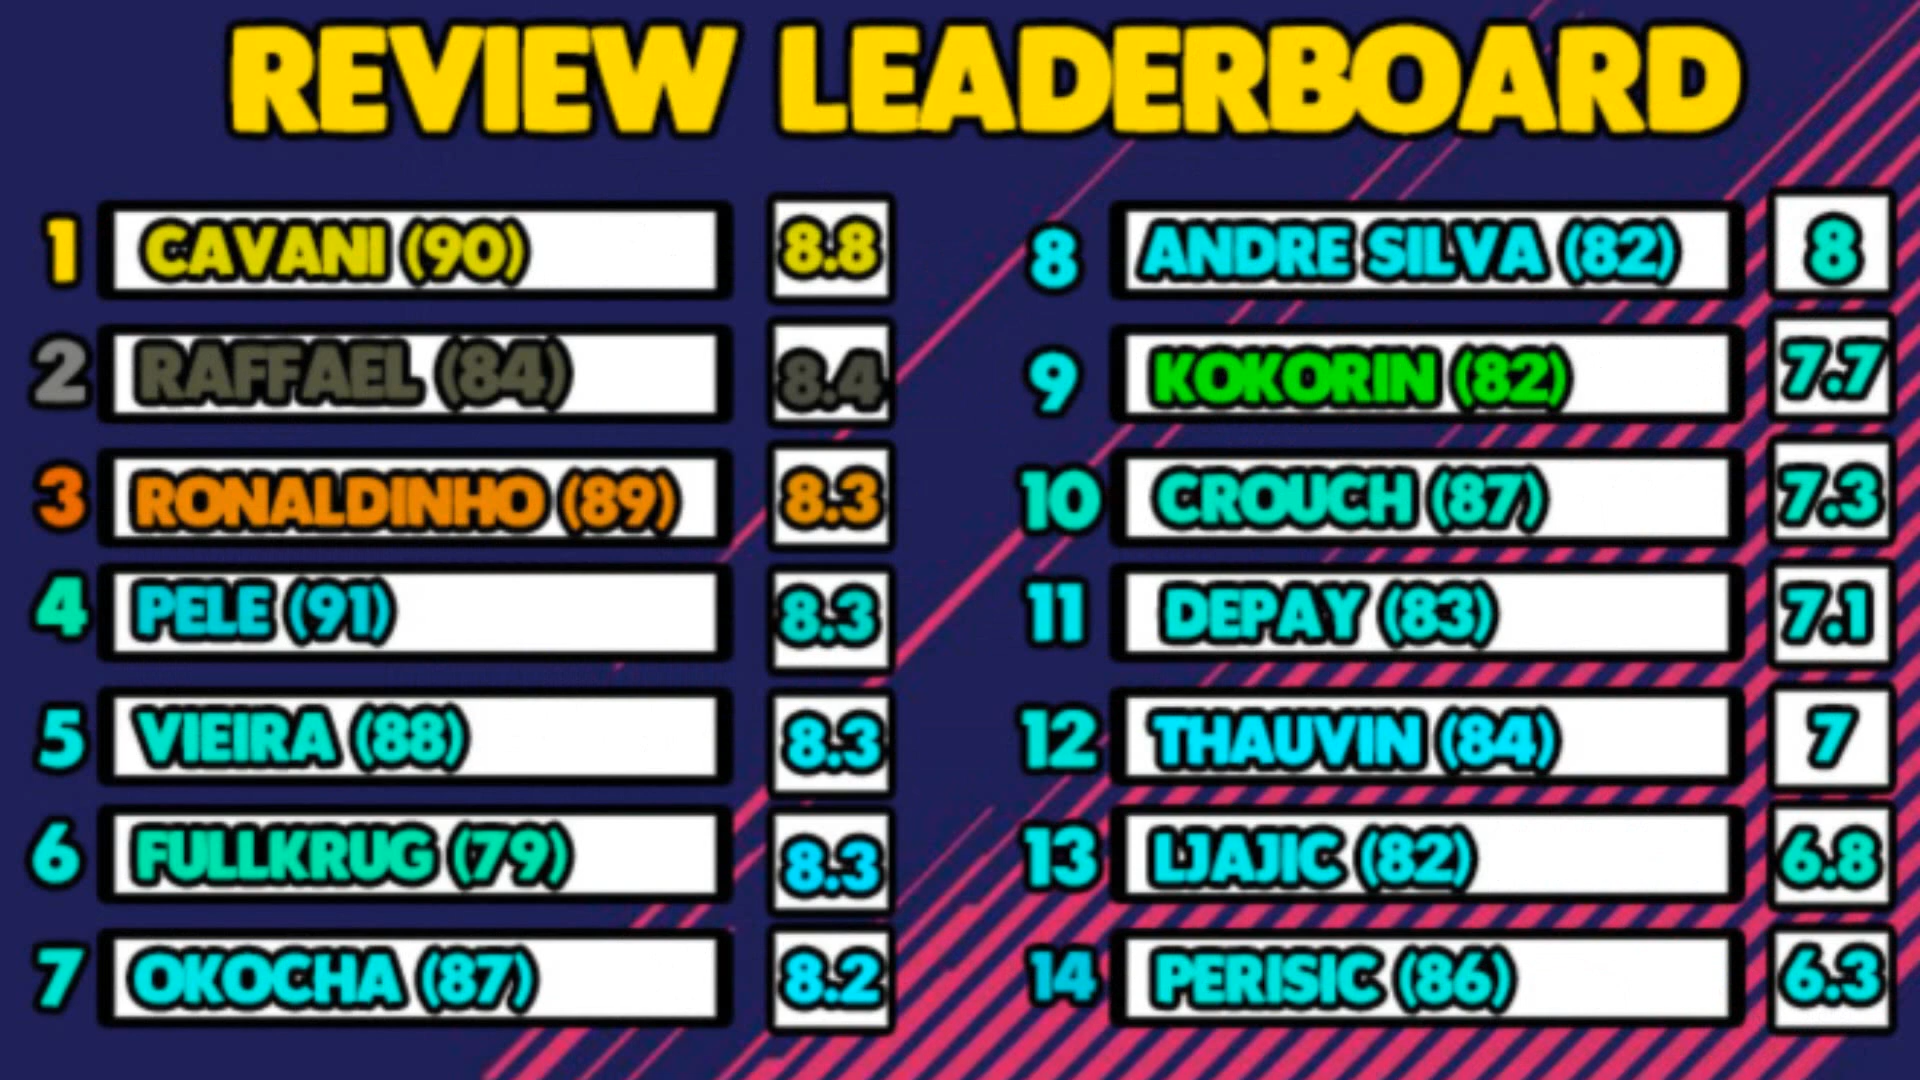 REVIEW LEADERBOARD
1 CAVANI (90) 8.8
2 RAFFAEL (84) 8.4
3 RONALDINHO (89) 8.3
4 PELE (91) 8.3
5 VIEIRA (88) 8.3
6 FULLKRUG (79) 8.3
7 OKOCHA (87) 8.2
8 ANDRE SILVA (82) 8
9 KOKORIN (82) 7.7
10 CROUCH (87) 7.3
11 DEPAY (83) 7.1
12 THAUVIN (84) 7
13 LJAJIC (82) 6.8
14 PERISIC (86) 6.3